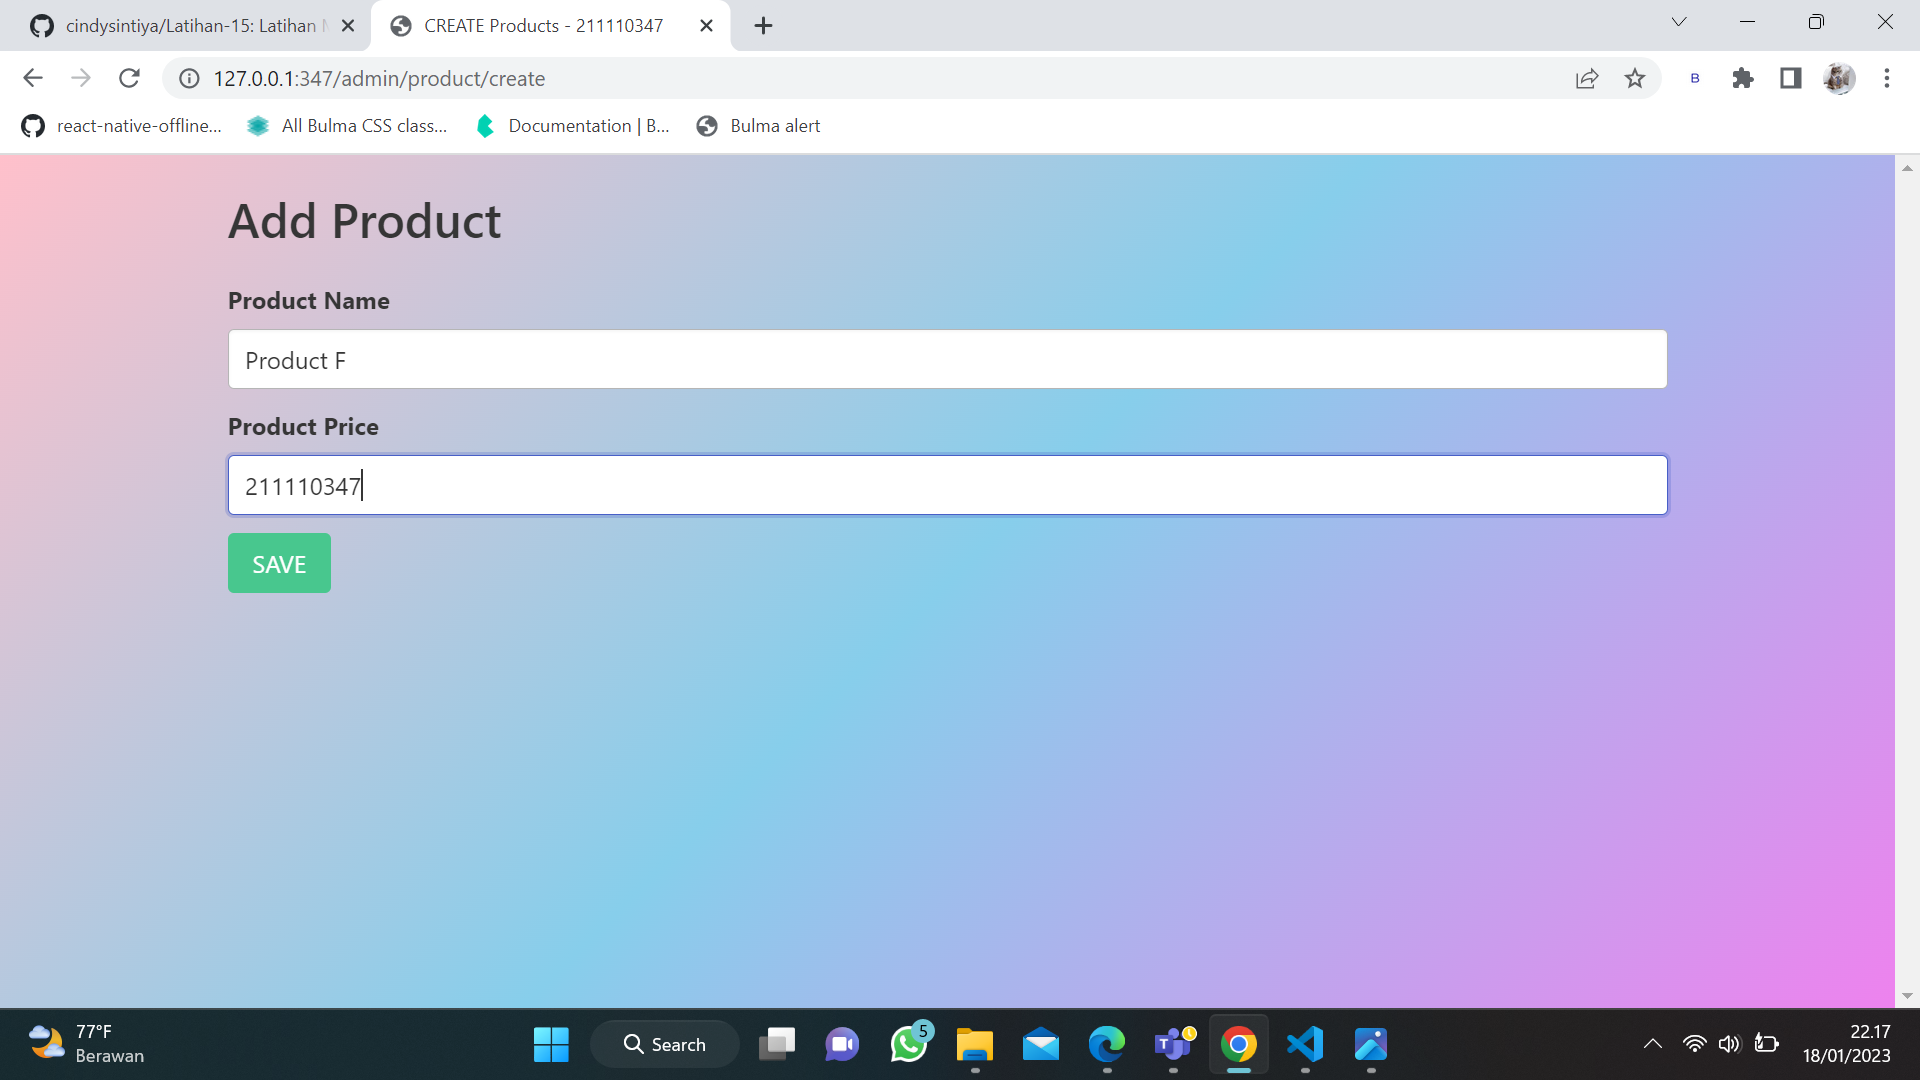 cindysintiya/Latihan-15: Latihan
CREATE Products - 211110347
127.0.0.1:347/admin/product/create
B
react-native-offline...
All Bulma CSS class...
Documentation | B...
Bulma alert
Add Product
Product Name
Product F
Product Price
211110347
SAVE
77°F
Berawan
Search
5
22.17
18/01/2023